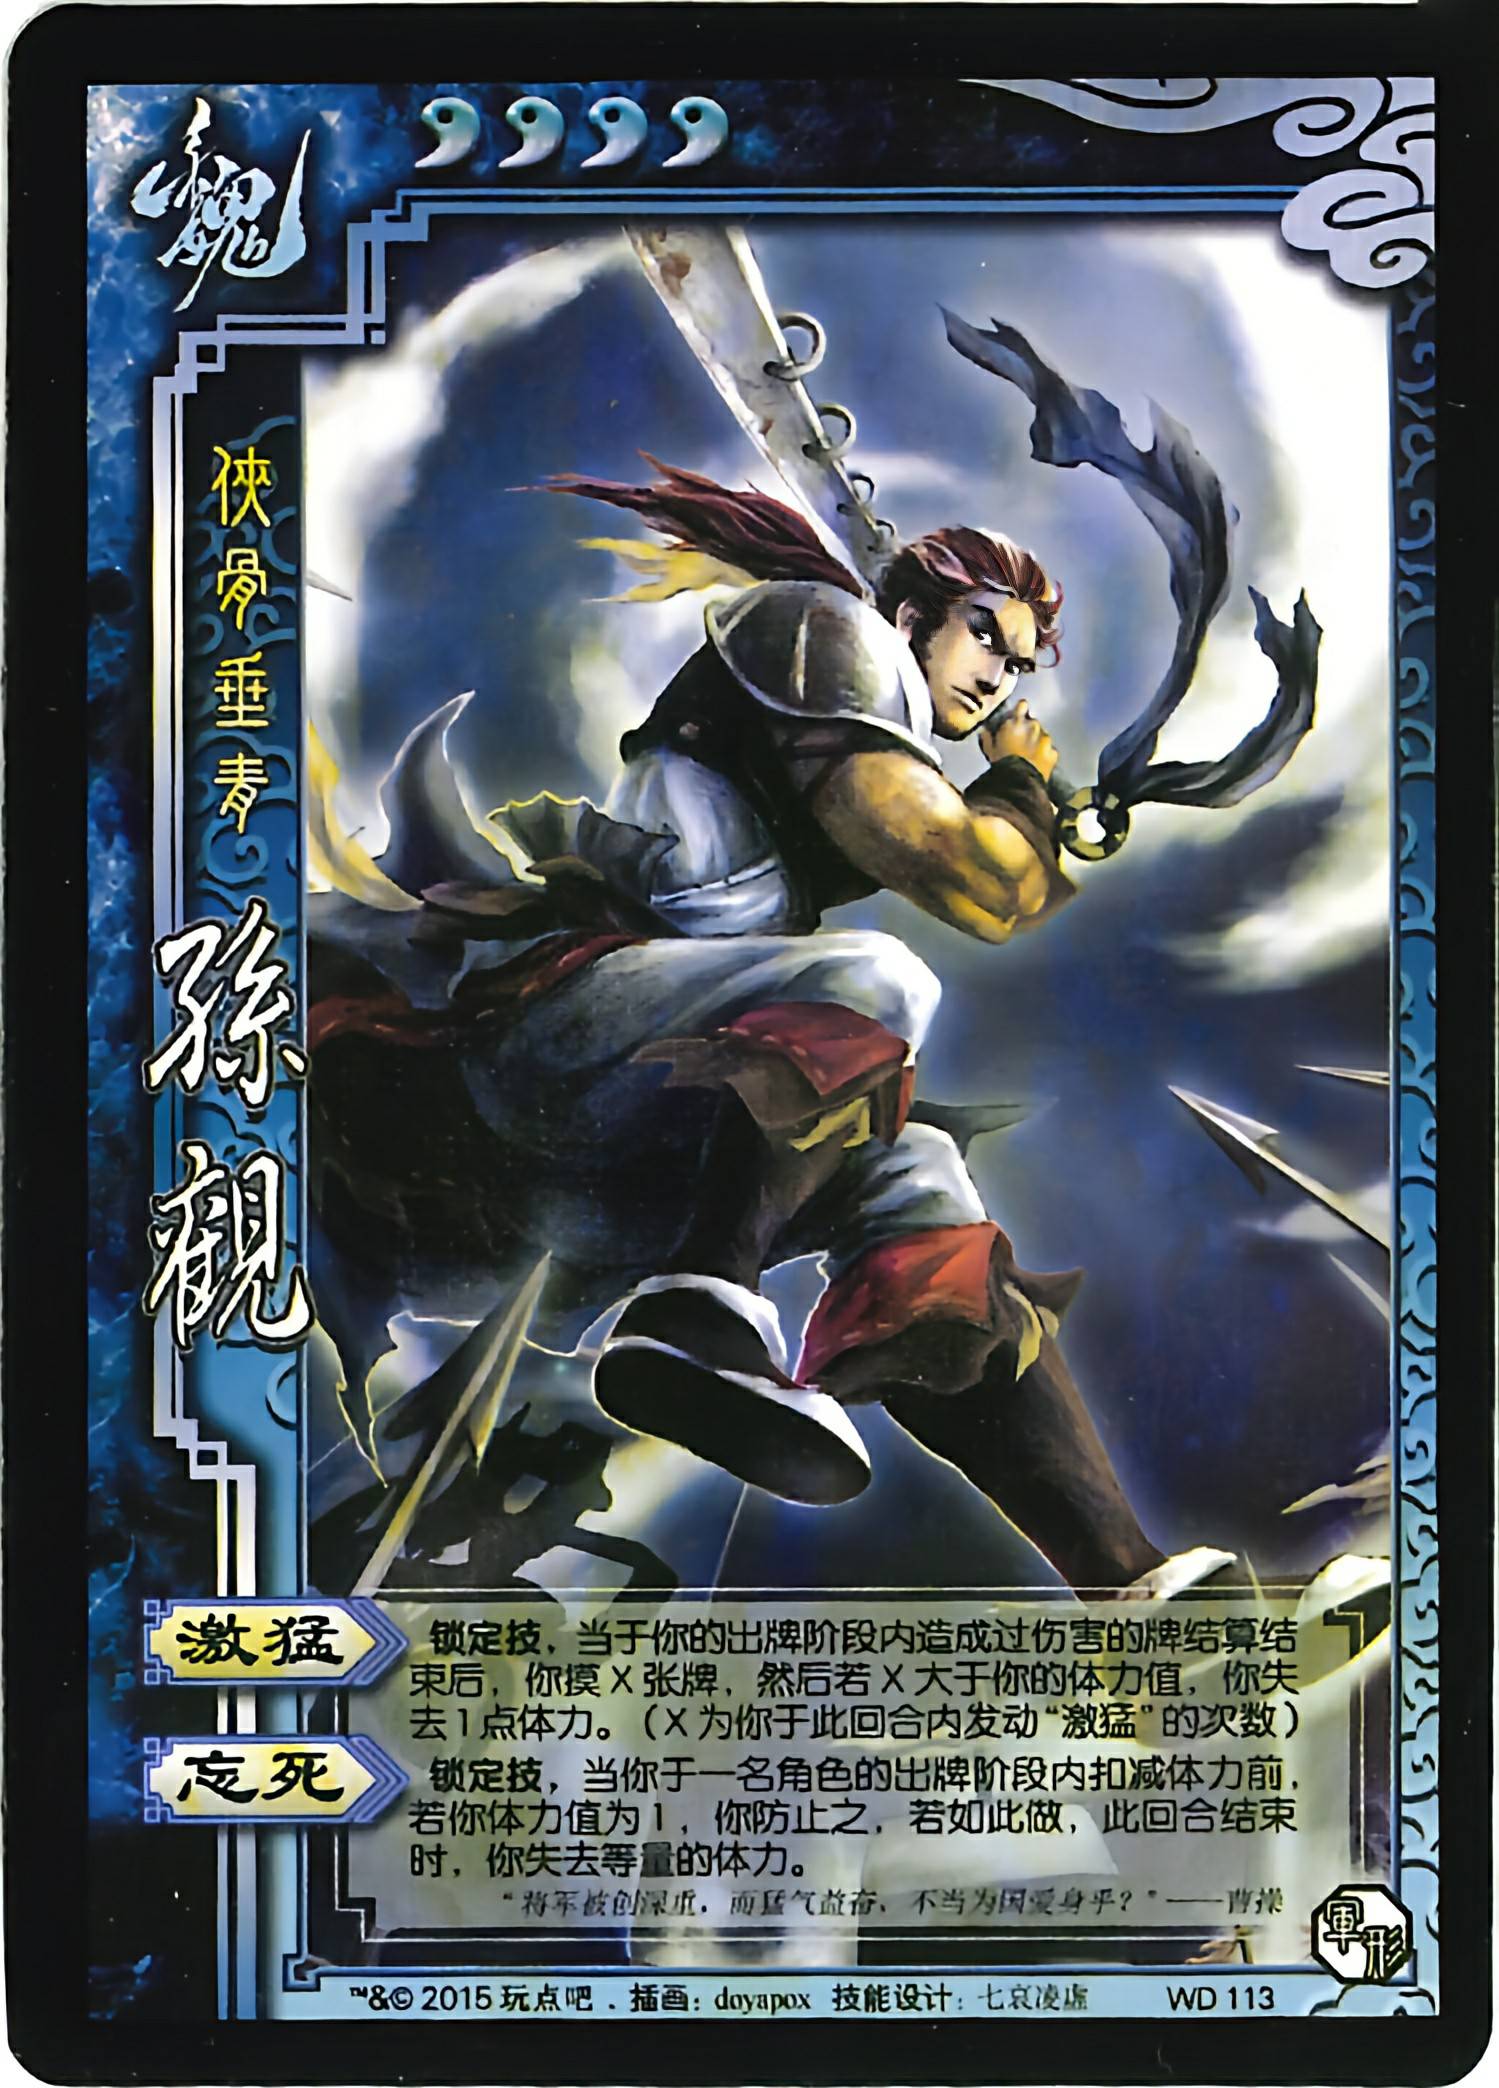 魏
俠骨垂青
孫觀
激猛
锁定技，当于你的出牌阶段内造成过伤害的牌结算结
束后，你摸X张牌，然后若X大于你的体力值，你失
去1点体力。（X为你于此回合内发动“激猛”的次数）
忘死
锁定技，当你于一名角色的出牌阶段内扣减体力前，
若你体力值为1，你防止之，若如此做，此回合结束
时，你失去等量的体力。
“将军被创深重，而猛气益奋，不当为国爱身乎？”——曹操
軍形
™&© 2015 玩点吧 . 插画: doyapox 技能设计: 七哀凌虚 WD 113